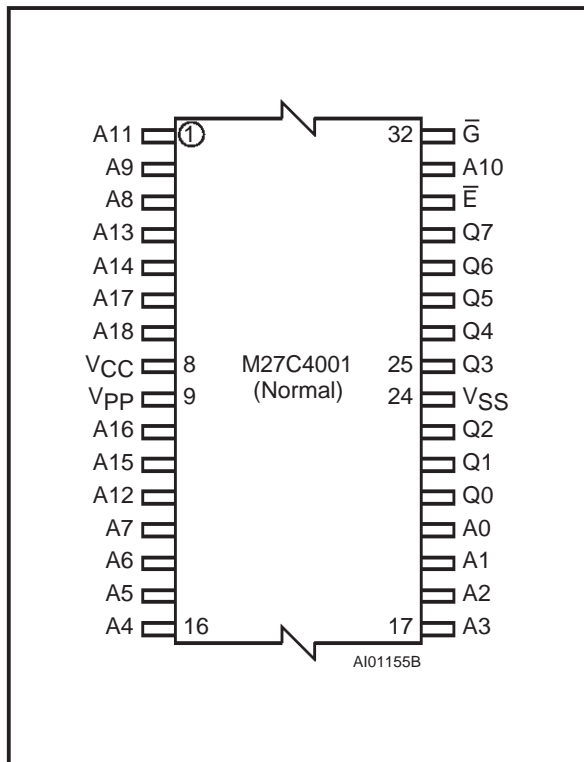 A11 1 32 G̅
A9 A10
A8 E̅
A13 Q7
A14 Q6
A17 Q5
A18 Q4
VCC 8 M27C4001 25 Q3
VPP 9 (Normal) 24 VSS
A16 Q2
A15 Q1
A12 Q0
A7 A0
A6 A1
A5 A2
A4 16 17 A3
AI01155B